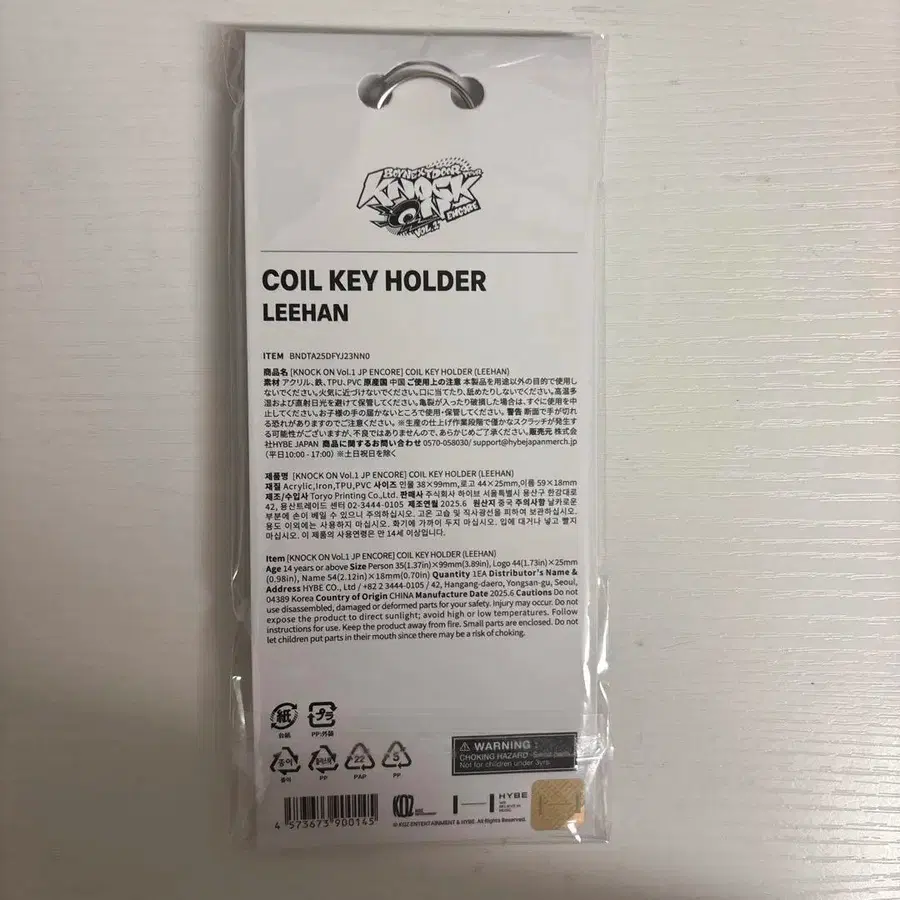 BOYNEXTDOOR TOUR
KNOCK
ON
VOL.1 ENCORE
COIL KEY HOLDER
LEEHAN
ITEM BNDTA25DFYJ23NN0
商品名 [KNOCK ON Vol.1 JP ENCORE] COIL KEY HOLDER (LEEHAN)
素材 アクリル、鉄、TPU、PVC 原産国 中国 ご使用上の注意 本製品を用途以外の目的で使用し
ないでください。火気に近づけないでください。口に当てたり、舐めたりしないでください。高温多
湿および直射日光を避けて保管してください。亀裂が入ったり破損した場合は、すぐに使用を中
止してください。お子様の手の届かないところで使用・保管してください。警告 断面で手が切れ
る恐れがありますのでご注意ください。 ※生産の仕上げ作業段階で僅かなスクラッチが発生す
る可能性がございますが、不良ではありませんので、あらかじめご了承ください。販売元 株式会
社HYBE JAPAN 商品に関するお問い合わせ 0570-058030/ support@hybejapanmerch.jp
(平日10:00 - 17:00) ※土日祝日を除く
제품명 [KNOCK ON Vol.1 JP ENCORE] COIL KEY HOLDER (LEEHAN)
재질 Acrylic,Iron,TPU,PVC 사이즈 인물 38×99mm,로고 44×25mm,이름 59×18mm
제조/수입사 Toryo Printing Co.,Ltd. 판매사 주식회사 하이브 서울특별시 용산구 한강대로
42, 용산트레이드 센터 02-3444-0105 제조연월 2025.6 원산지 중국 주의사항 날카로운
부분에 손이 베일 수 있으니 주의하십시오. 고온 고습 및 직사광선을 피하여 보관하십시오.
용도 이외에는 사용하지 마십시오. 화기에 가까이 두지 마십시오. 입에 대거나 넣고 빨지
마십시오. 이 제품의 사용연령은 만 14세 이상입니다.
Item [KNOCK ON Vol.1 JP ENCORE] COIL KEY HOLDER (LEEHAN)
Age 14 years or above Size Person 35(1.37in)×99mm(3.89in), Logo 44(1.73in)×25mm
(0.98in), Name 54(2.12in)×18mm(0.70in) Quantity 1EA Distributor's Name &
Address HYBE CO., Ltd / +82 2 3444-0105 / 42, Hangang-daero, Yongsan-gu, Seoul,
04389 Korea Country of Origin CHINA Manufacture Date 2025.6 Cautions Do not
use disassembled, damaged or deformed parts for your safety. Injury may occur. Do not
expose the product to direct sunlight; avoid high or low temperatures. Follow
instructions for use. Keep the product away from fire. Small parts are enclosed. Do not
let children put parts in their mouth since there may be a risk of choking.
紙 プラ
台紙 PP:外装
종이 22 5
종이 PP PAP PP
WARNING :
CHOKING HAZARD -Small parts
Not for children under 3yrs.
4 573673 900145
KOZ
HYBE
© KOZ ENTERTAINMENT & HYBE. All Rights Reserved.